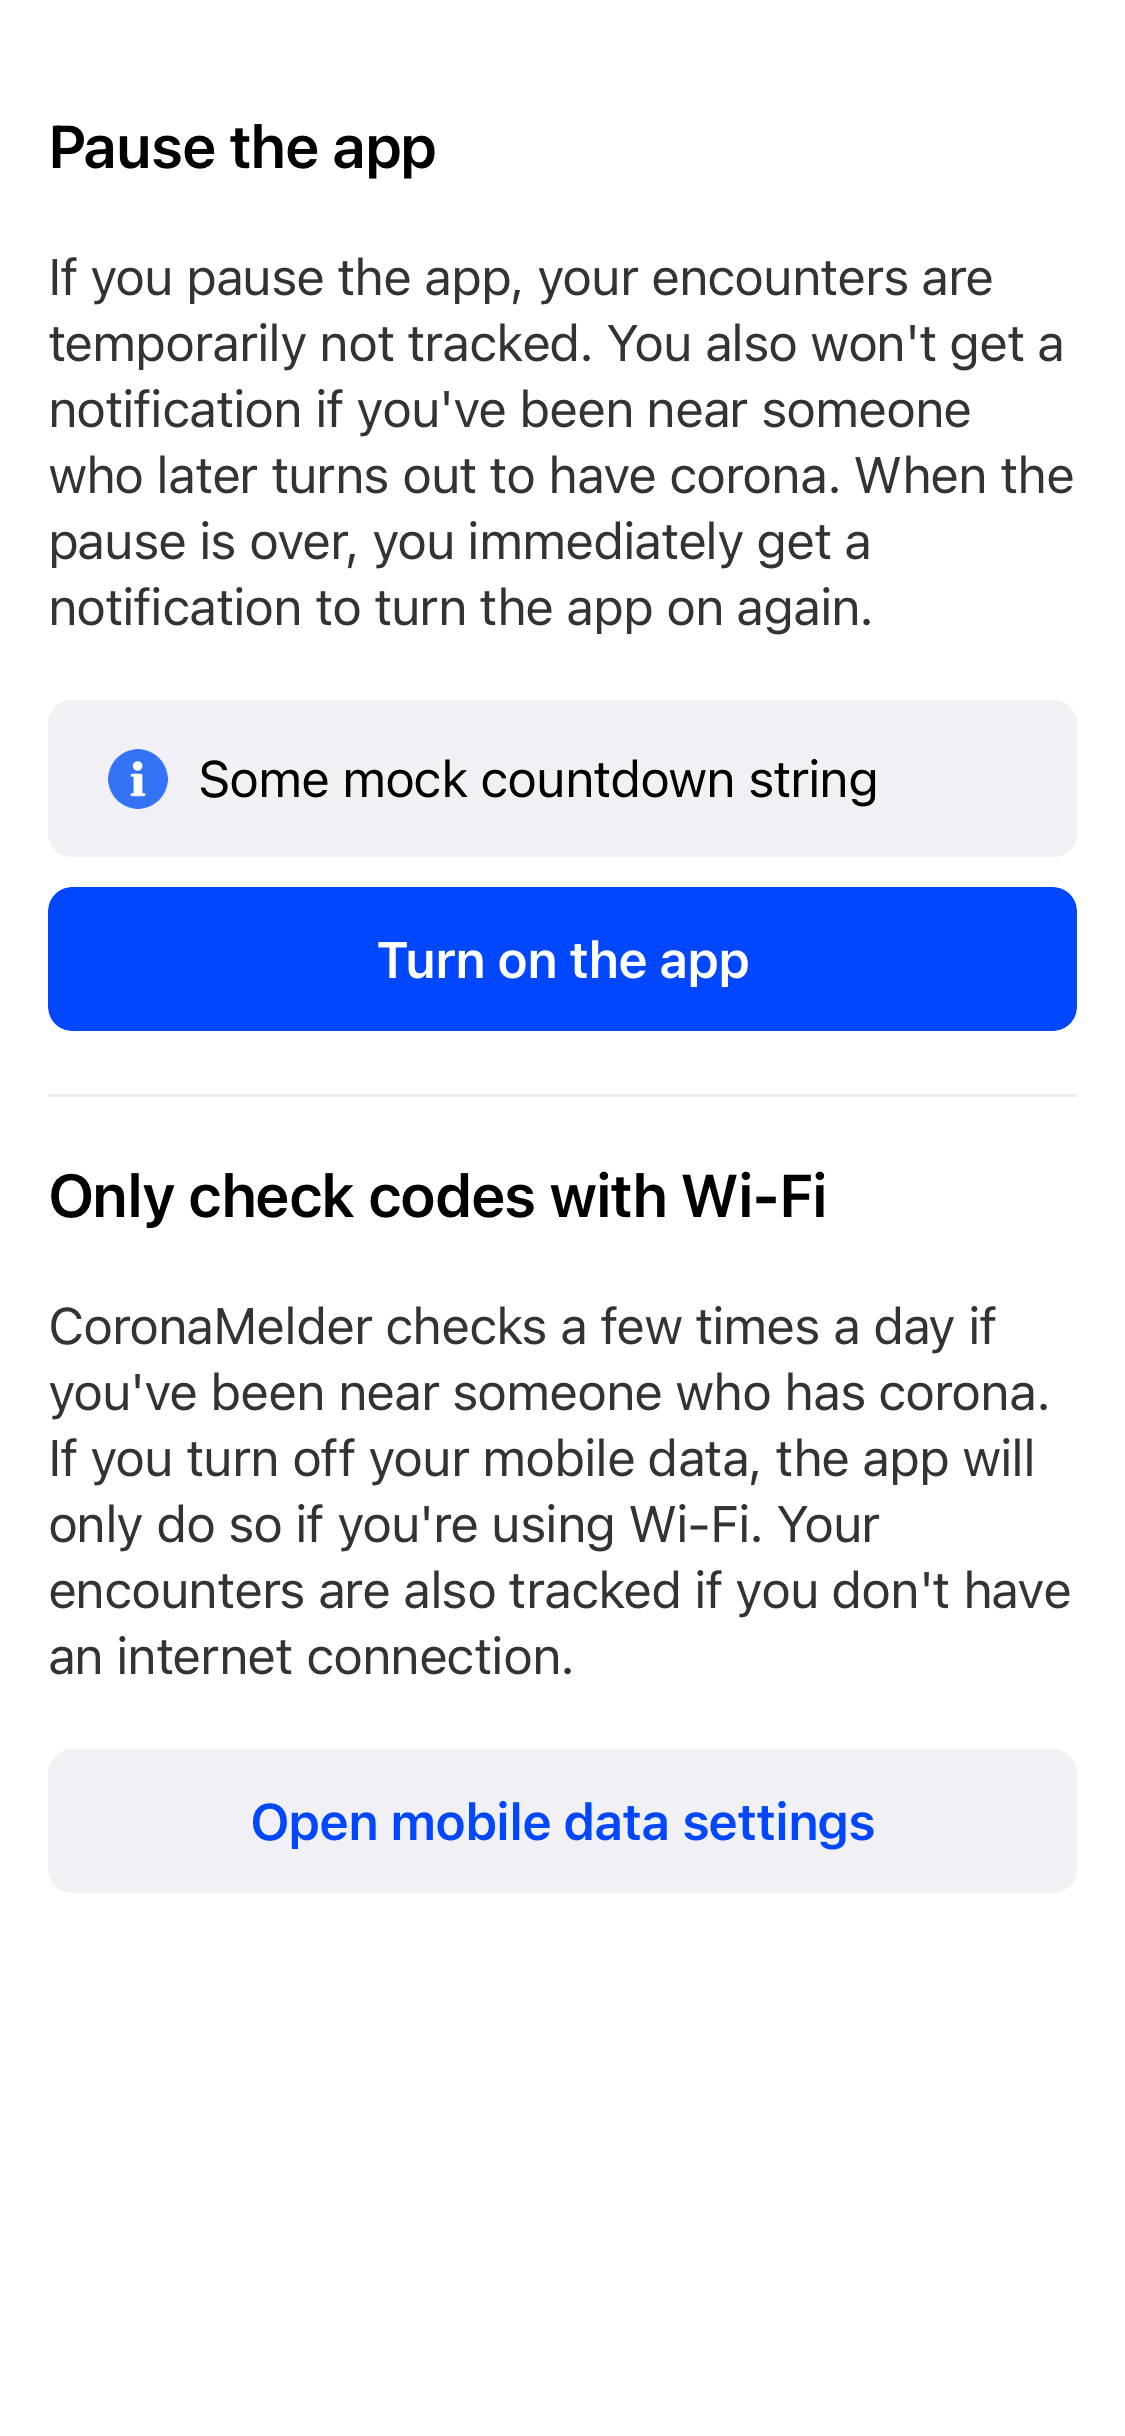 Pause the app
If you pause the app, your encounters are
temporarily not tracked. You also won't get a
notification if you've been near someone
who later turns out to have corona. When the
pause is over, you immediately get a
notification to turn the app on again.
Some mock countdown string
Turn on the app
Only check codes with Wi-Fi
CoronaMelder checks a few times a day if
you've been near someone who has corona.
If you turn off your mobile data, the app will
only do so if you're using Wi-Fi. Your
encounters are also tracked if you don't have
an internet connection.
Open mobile data settings